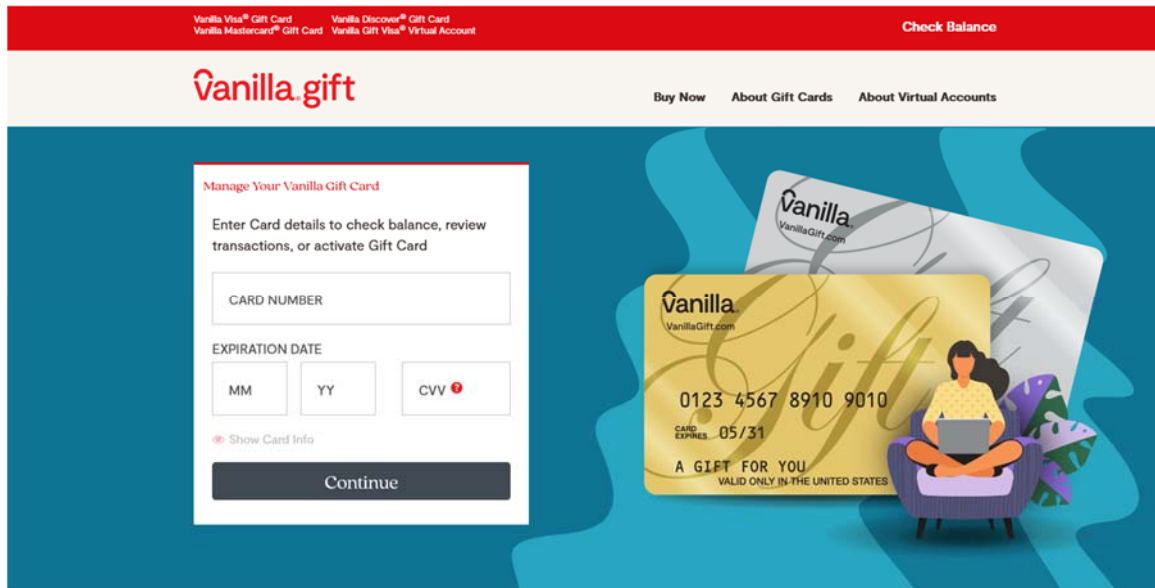 Vanilla Visa® Gift Card Vanilla Discover® Gift Card
Vanilla Mastercard® Gift Card Vanilla Gift Visa® Virtual Account
Check Balance
Vanilla gift
Buy Now About Gift Cards About Virtual Accounts
Manage Your Vanilla Gift Card
Enter Card details to check balance, review
transactions, or activate Gift Card
CARD NUMBER
EXPIRATION DATE
MM YY CVV ?
Show Card Info
Continue
Vanilla
VanillaGift.com
Gift
Vanilla
VanillaGift.com
Gift
0123 4567 8910 9010
CARD EXPIRES 05/31
A GIFT FOR YOU
VALID ONLY IN THE UNITED STATES